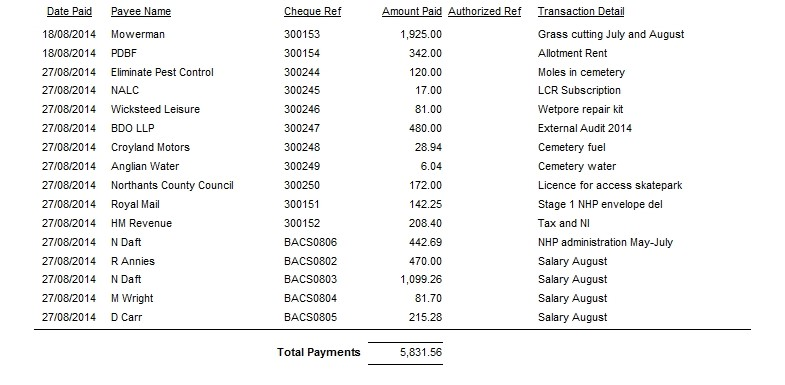 Date Paid Payee Name Cheque Ref Amount Paid Authorized Ref Transaction Detail
18/08/2014 Mowerman 300153 1,925.00 Grass cutting July and August
18/08/2014 PDBF 300154 342.00 Allotment Rent
27/08/2014 Eliminate Pest Control 300244 120.00 Moles in cemetery
27/08/2014 NALC 300245 17.00 LCR Subscription
27/08/2014 Wicksteed Leisure 300246 81.00 Wetpore repair kit
27/08/2014 BDO LLP 300247 480.00 External Audit 2014
27/08/2014 Croyland Motors 300248 28.94 Cemetery fuel
27/08/2014 Anglian Water 300249 6.04 Cemetery water
27/08/2014 Northants County Council 300250 172.00 Licence for access skatepark
27/08/2014 Royal Mail 300151 142.25 Stage 1 NHP envelope del
27/08/2014 HM Revenue 300152 208.40 Tax and NI
27/08/2014 N Daft BACS0806 442.69 NHP administration May-July
27/08/2014 R Annies BACS0802 470.00 Salary August
27/08/2014 N Daft BACS0803 1,099.26 Salary August
27/08/2014 M Wright BACS0804 81.70 Salary August
27/08/2014 D Carr BACS0805 215.28 Salary August
Total Payments 5,831.56